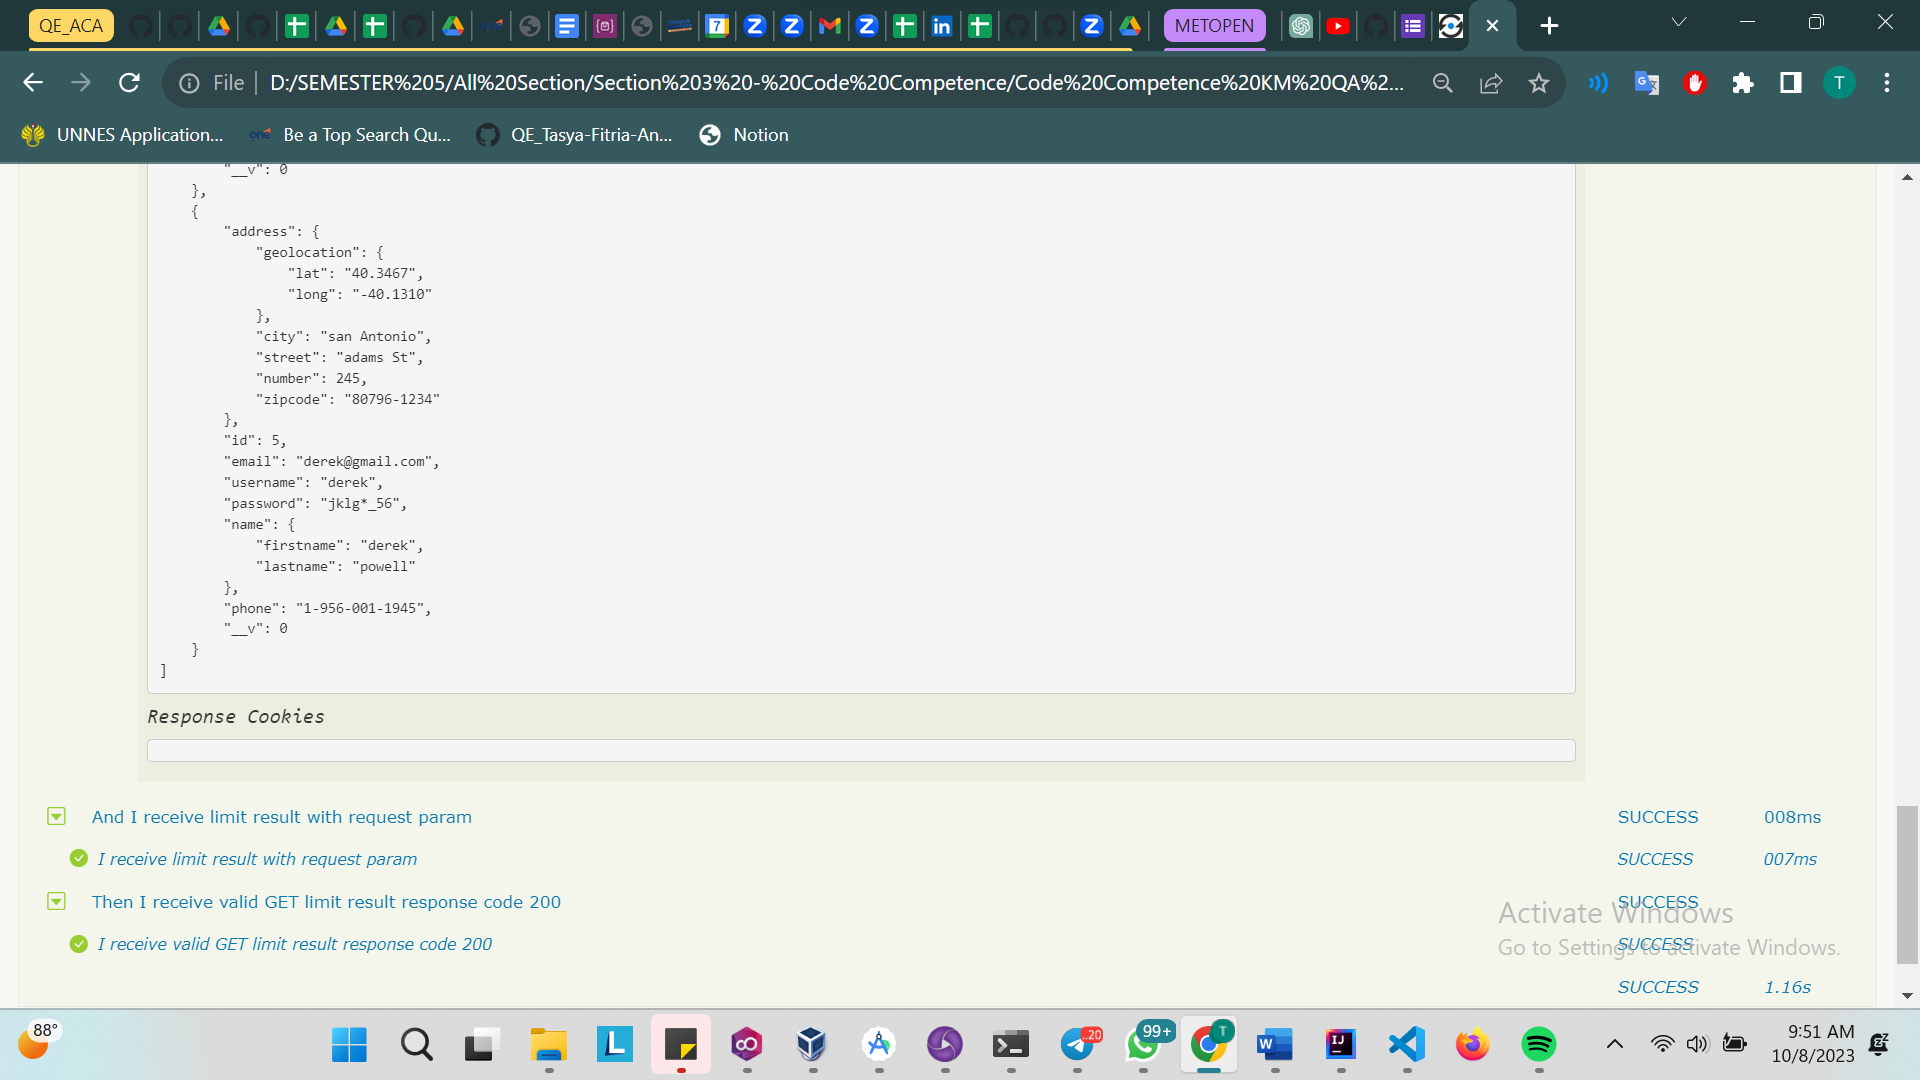 QE_ACA
METOPEN
File
D:/SEMESTER%205/All%20Section/Section%203%20-%20Code%20Competence/Code%20Competence%20KM%20QA%2...
T
UNNES Application...
Be a Top Search Qu...
QE_Tasya-Fitria-An...
Notion
"__v": 0
},
{
"address": {
"geolocation": {
"lat": "40.3467",
"long": "-40.1310"
},
"city": "san Antonio",
"street": "adams St",
"number": 245,
"zipcode": "80796-1234"
},
"id": 5,
"email": "derek@gmail.com",
"username": "derek",
"password": "jklg*_56",
"name": {
"firstname": "derek",
"lastname": "powell"
},
"phone": "1-956-001-1945",
"__v": 0
}
]
Response Cookies
And I receive limit result with request param SUCCESS 008ms
I receive limit result with request param SUCCESS 007ms
Then I receive valid GET limit result response code 200 SUCCESS
I receive valid GET limit result response code 200 SUCCESS
SUCCESS 1.16s
Activate Windows
Go to Settings to activate Windows.
88°
..20
99+
T
9:51 AM
10/8/2023